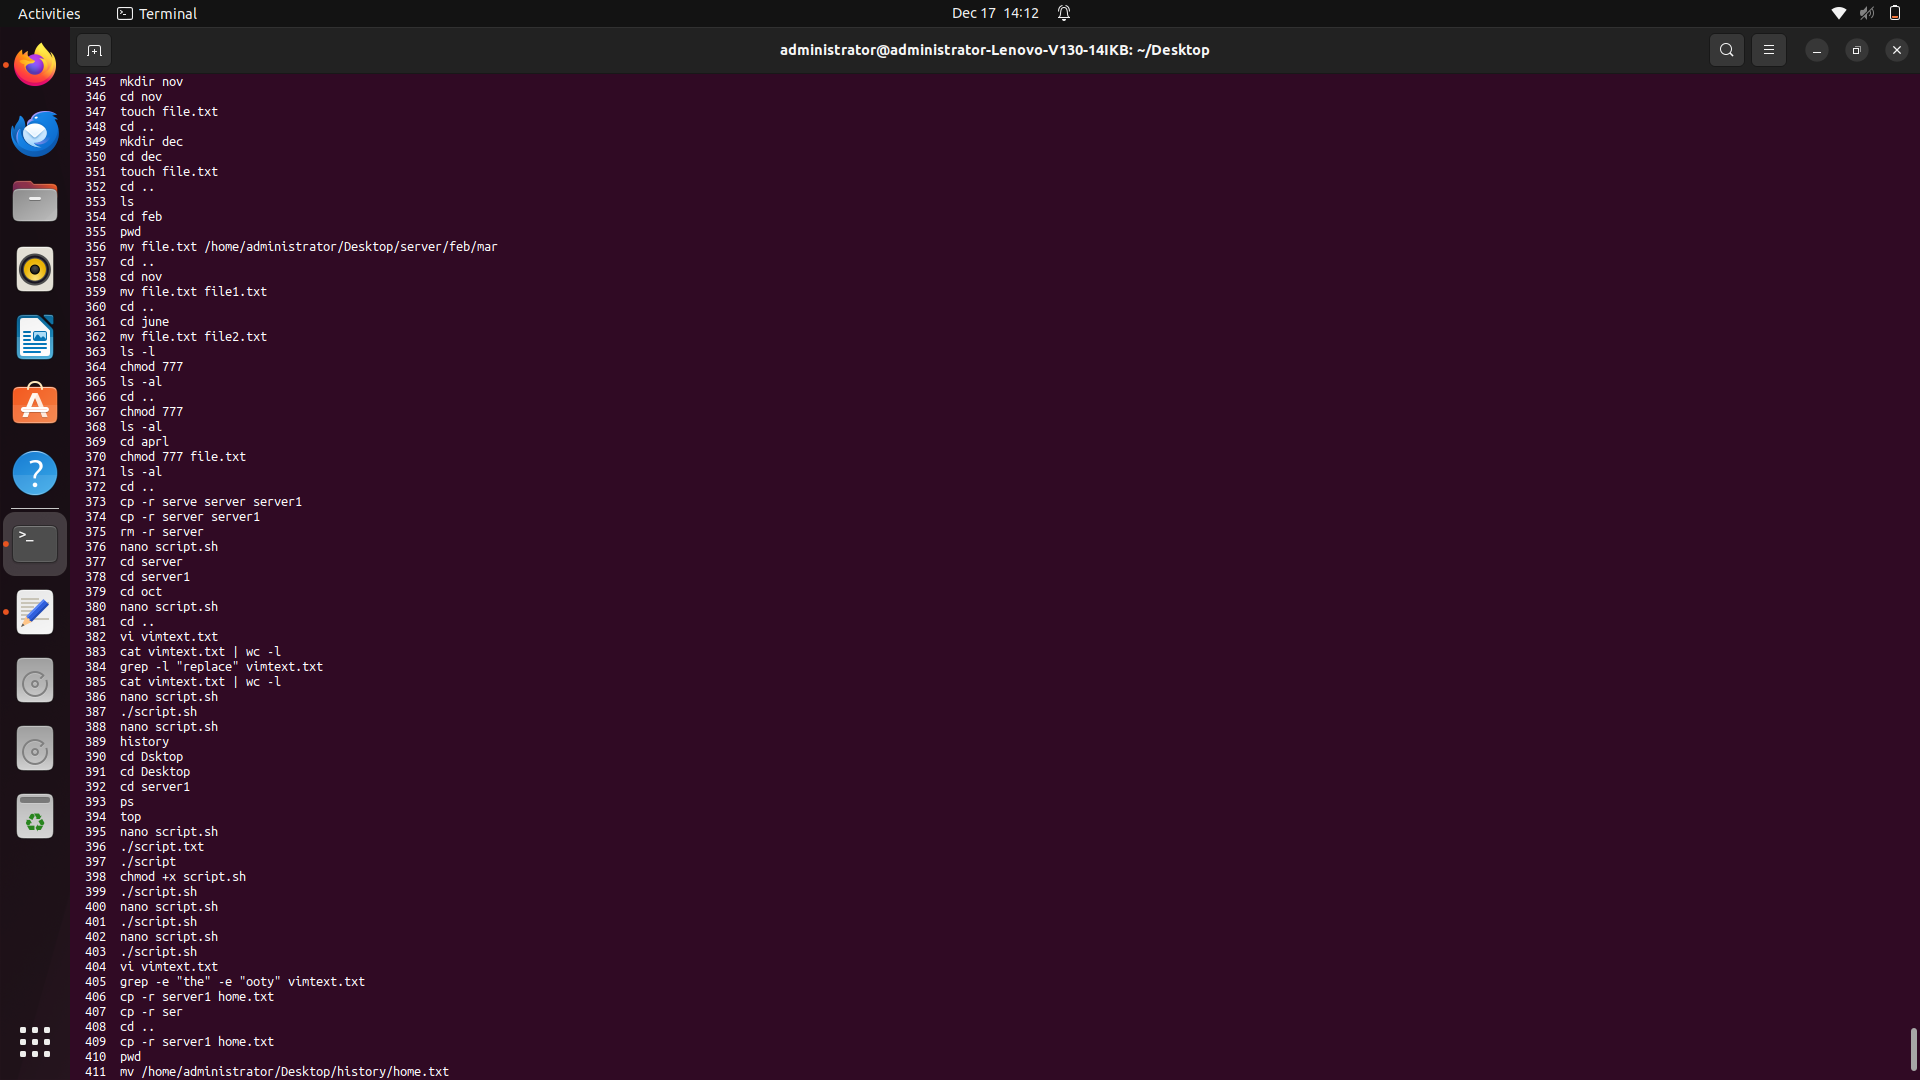 Activities
Terminal
Dec 17 14:12
administrator@administrator-Lenovo-V130-14IKB: ~/Desktop
345 mkdir nov
346 cd nov
347 touch file.txt
348 cd ..
349 mkdir dec
350 cd dec
351 touch file.txt
352 cd ..
353 ls
354 cd feb
355 pwd
356 mv file.txt /home/administrator/Desktop/server/feb/mar
357 cd ..
358 cd nov
359 mv file.txt file1.txt
360 cd ..
361 cd june
362 mv file.txt file2.txt
363 ls -l
364 chmod 777
365 ls -al
366 cd ..
367 chmod 777
368 ls -al
369 cd aprl
370 chmod 777 file.txt
371 ls -al
372 cd ..
373 cp -r serve server server1
374 cp -r server server1
375 rm -r server
376 nano script.sh
377 cd server
378 cd server1
379 cd oct
380 nano script.sh
381 cd ..
382 vi vimtext.txt
383 cat vimtext.txt | wc -l
384 grep -l "replace" vimtext.txt
385 cat vimtext.txt | wc -l
386 nano script.sh
387 ./script.sh
388 nano script.sh
389 history
390 cd Dsktop
391 cd Desktop
392 cd server1
393 ps
394 top
395 nano script.sh
396 ./script.txt
397 ./script
398 chmod +x script.sh
399 ./script.sh
400 nano script.sh
401 ./script.sh
402 nano script.sh
403 ./script.sh
404 vi vimtext.txt
405 grep -e "the" -e "ooty" vimtext.txt
406 cp -r server1 home.txt
407 cp -r ser
408 cd ..
409 cp -r server1 home.txt
410 pwd
411 mv /home/administrator/Desktop/history/home.txt